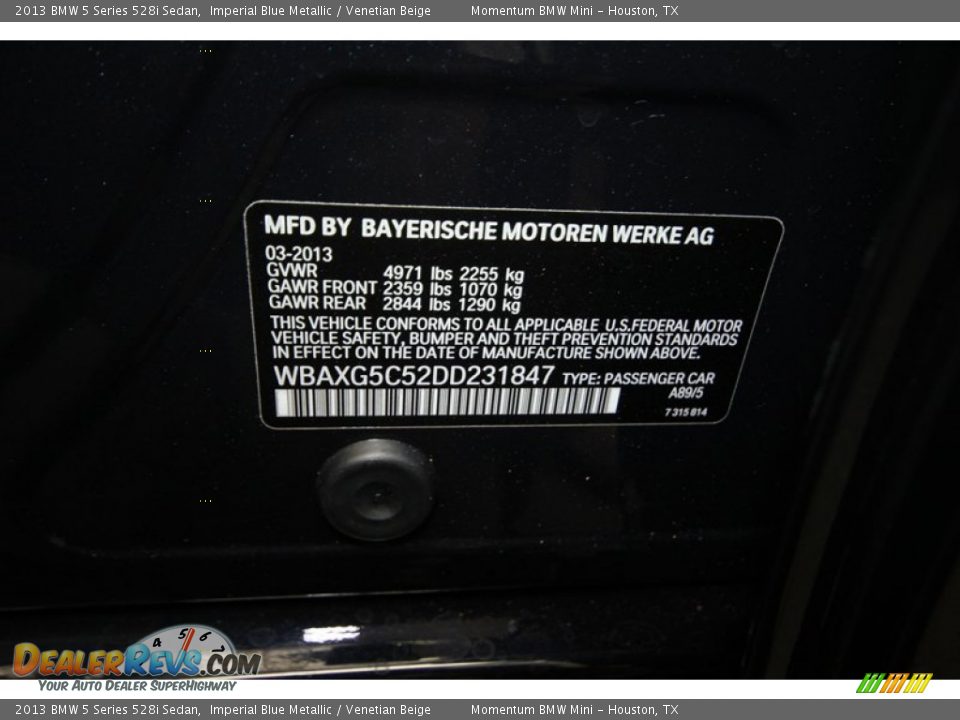 2013 BMW 5 Series 528i Sedan,  Imperial Blue Metallic / Venetian Beige  Momentum BMW Mini - Houston, TX
MFD BY BAYERISCHE MOTOREN WERKE AG
03-2013
GVWR 4971 lbs 2255 kg
GAWR FRONT 2359 lbs 1070 kg
GAWR REAR 2844 lbs 1290 kg
THIS VEHICLE CONFORMS TO ALL APPLICABLE U.S.FEDERAL MOTOR
VEHICLE SAFETY, BUMPER AND THEFT PREVENTION STANDARDS
IN EFFECT ON THE DATE OF MANUFACTURE SHOWN ABOVE.
WBAXG5C52DD231847 TYPE: PASSENGER CAR
A89/5
7 315 814
4 5 6 7
DEALERREVS.COM
YOUR AUTO DEALER SUPERHIGHWAY
2013 BMW 5 Series 528i Sedan,  Imperial Blue Metallic / Venetian Beige  Momentum BMW Mini - Houston, TX